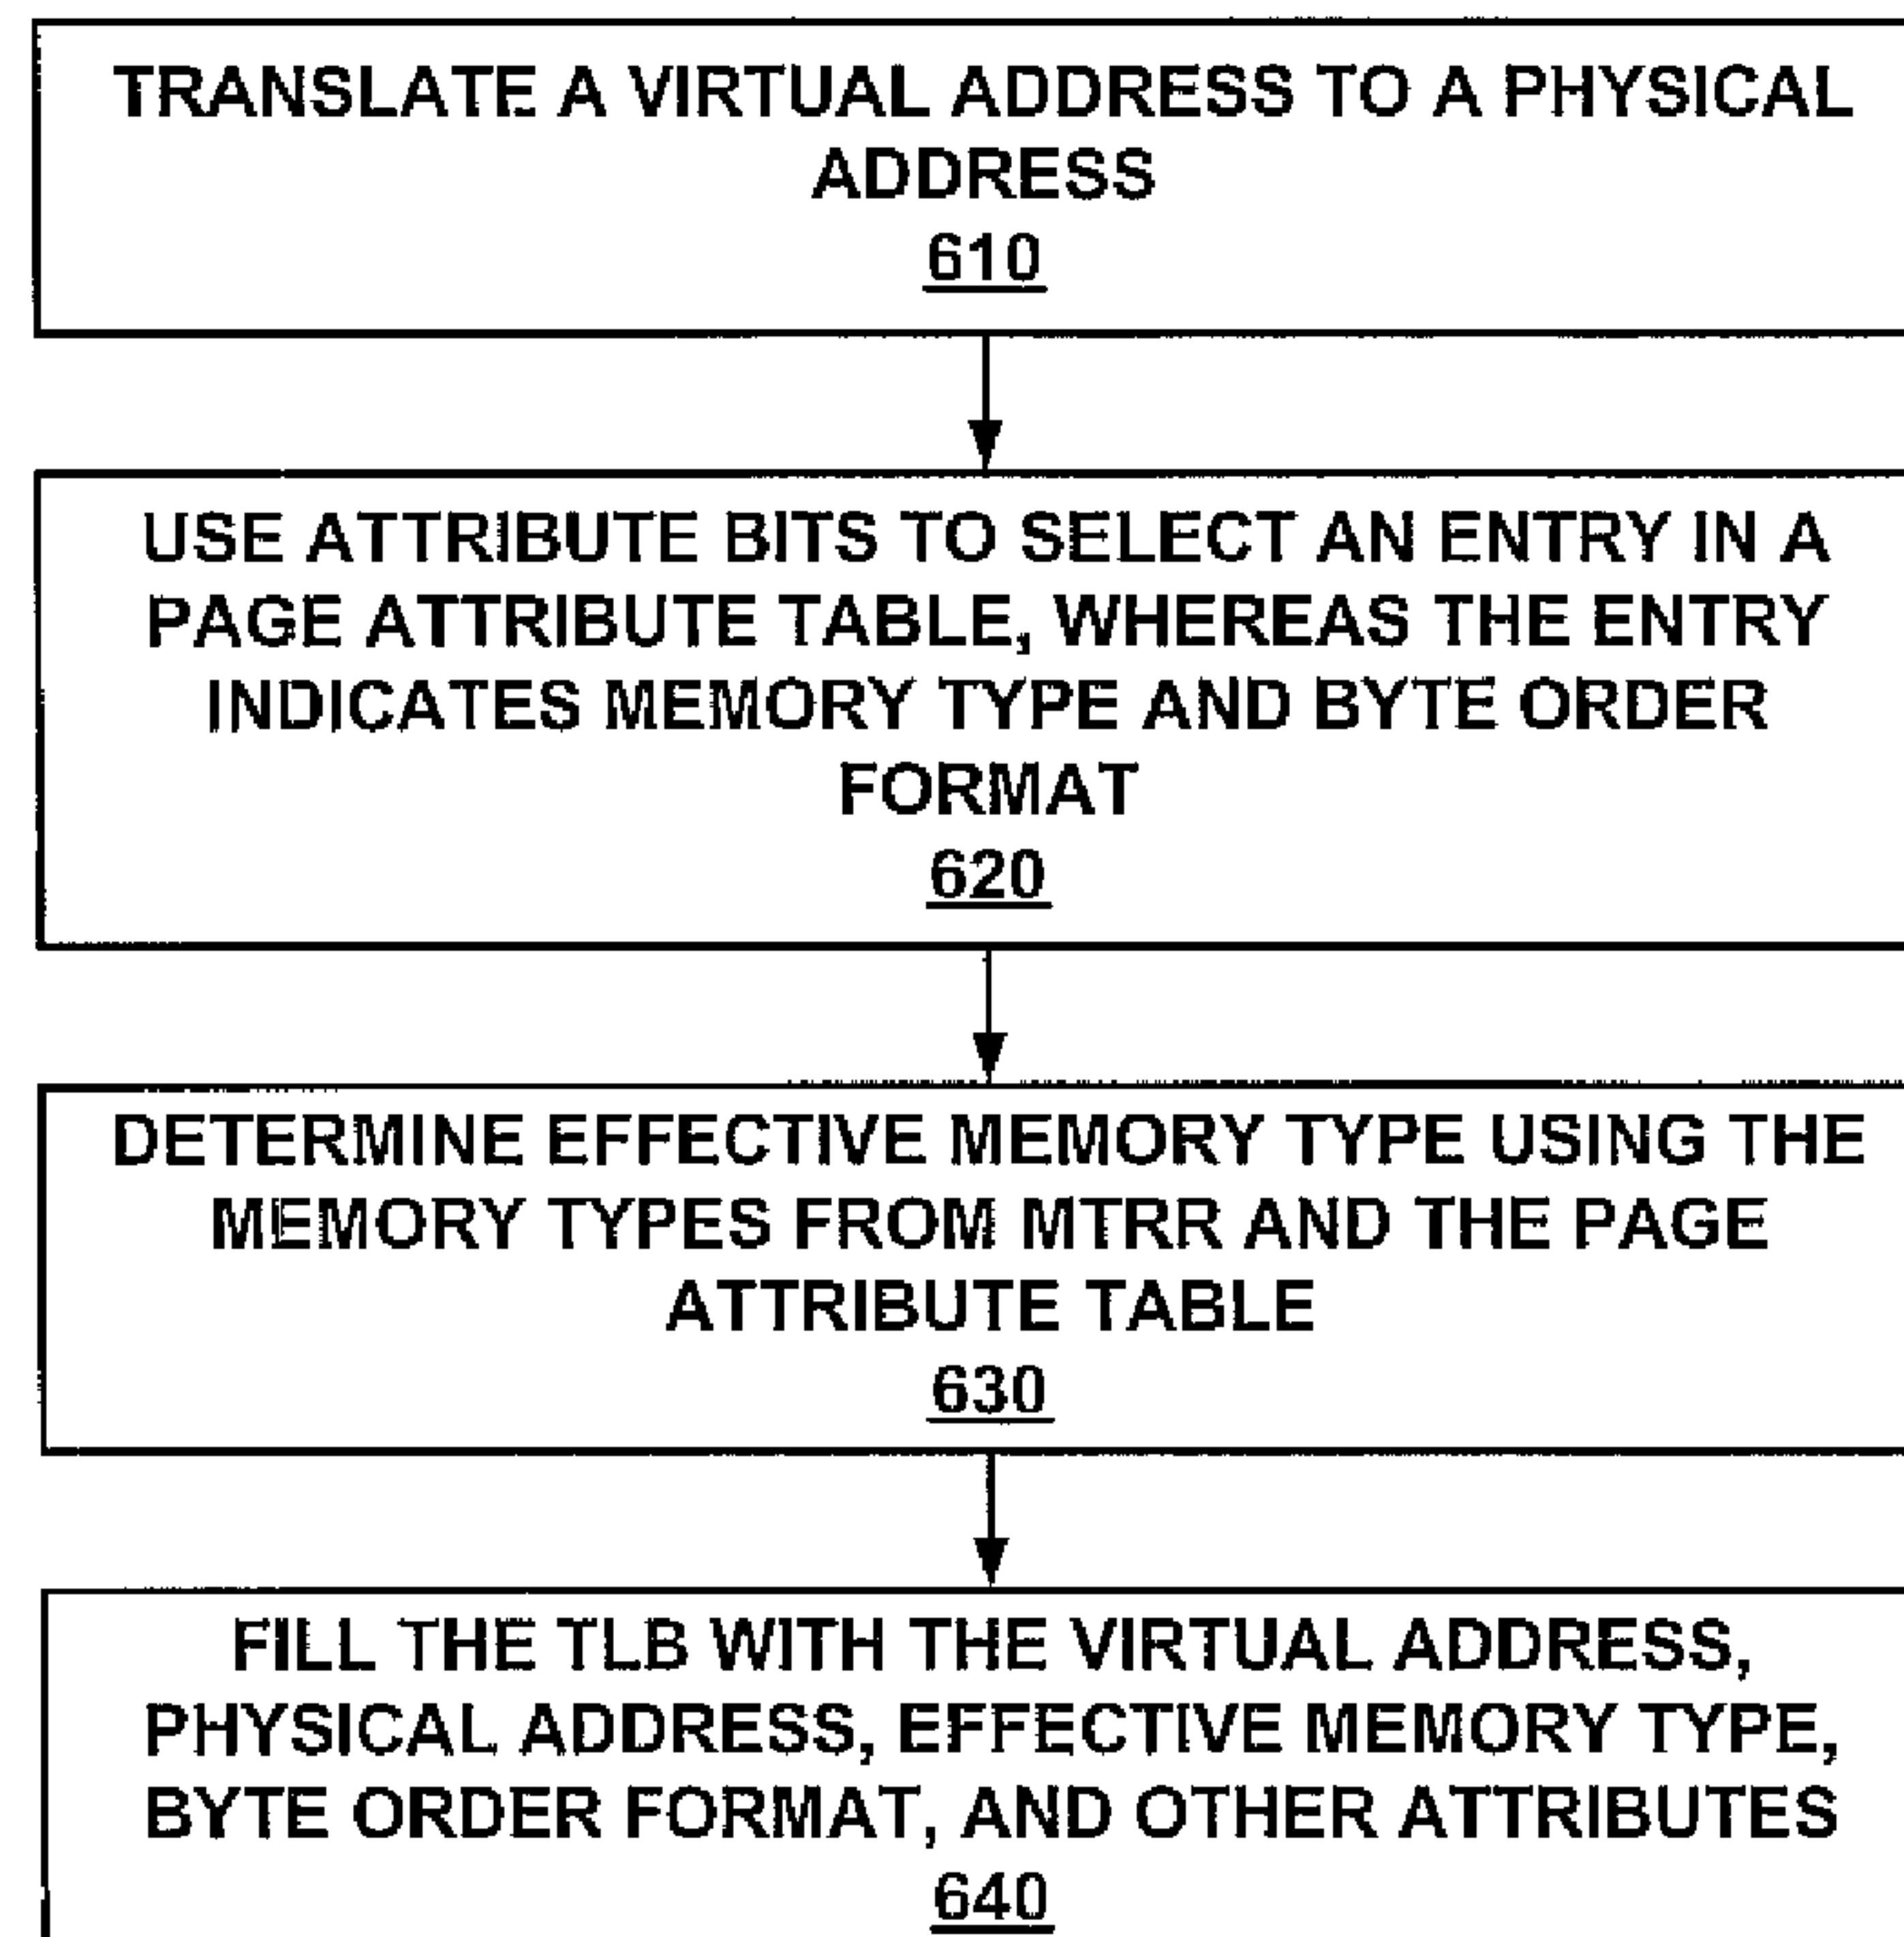 TRANSLATE A VIRTUAL ADDRESS TO A PHYSICAL
ADDRESS
610
USE ATTRIBUTE BITS TO SELECT AN ENTRY IN A
PAGE ATTRIBUTE TABLE, WHEREAS THE ENTRY
INDICATES MEMORY TYPE AND BYTE ORDER
FORMAT
620
DETERMINE EFFECTIVE MEMORY TYPE USING THE
MEMORY TYPES FROM MTRR AND THE PAGE
ATTRIBUTE TABLE
630
FILL THE TLB WITH THE VIRTUAL ADDRESS,
PHYSICAL ADDRESS, EFFECTIVE MEMORY TYPE,
BYTE ORDER FORMAT, AND OTHER ATTRIBUTES
640